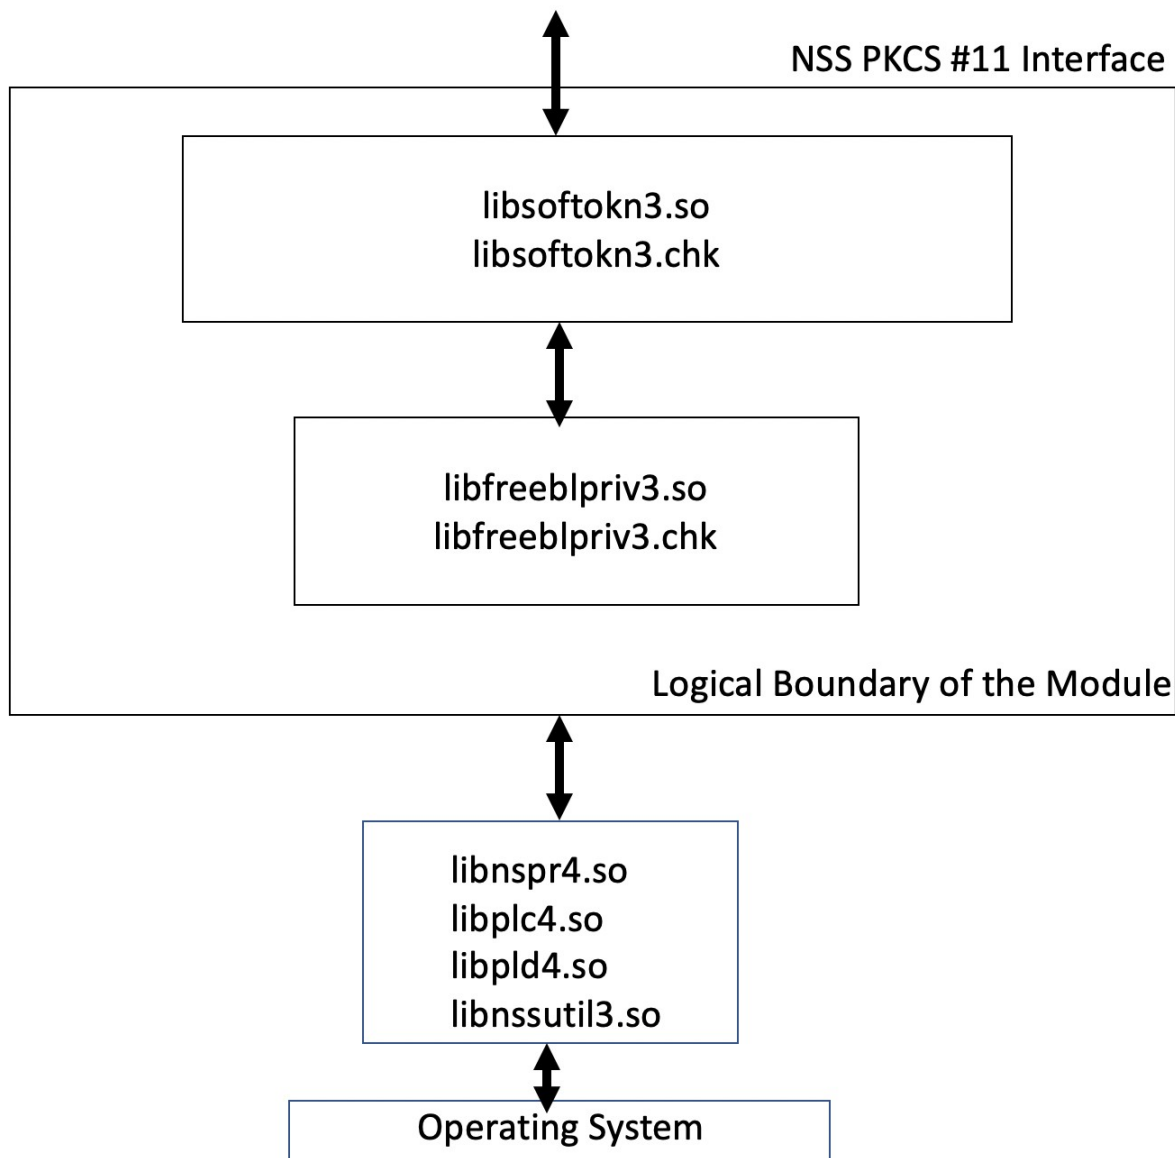 NSS PKCS #11 Interface
libsoftokn3.so
libsoftokn3.chk
libfreeblpriv3.so
libfreeblpriv3.chk
Logical Boundary of the Module
libnspr4.so
libplc4.so
libpld4.so
libnssutil3.so
Operating System